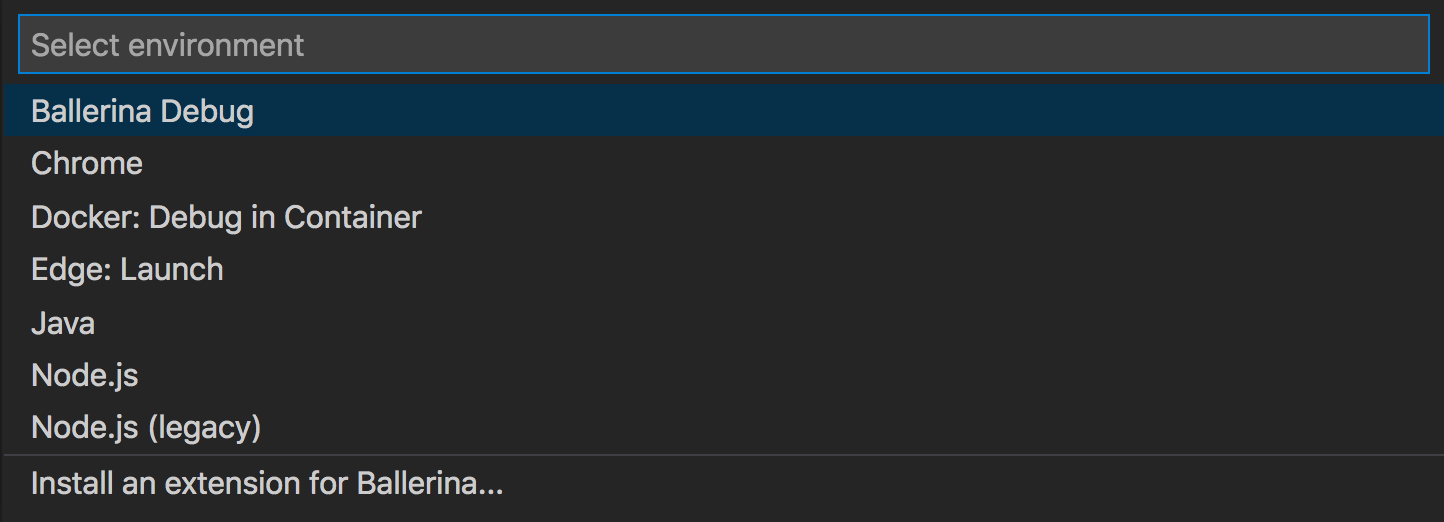 Select environment
Ballerina Debug
Chrome
Docker: Debug in Container
Edge: Launch
Java
Node.js
Node.js (legacy)
Install an extension for Ballerina...